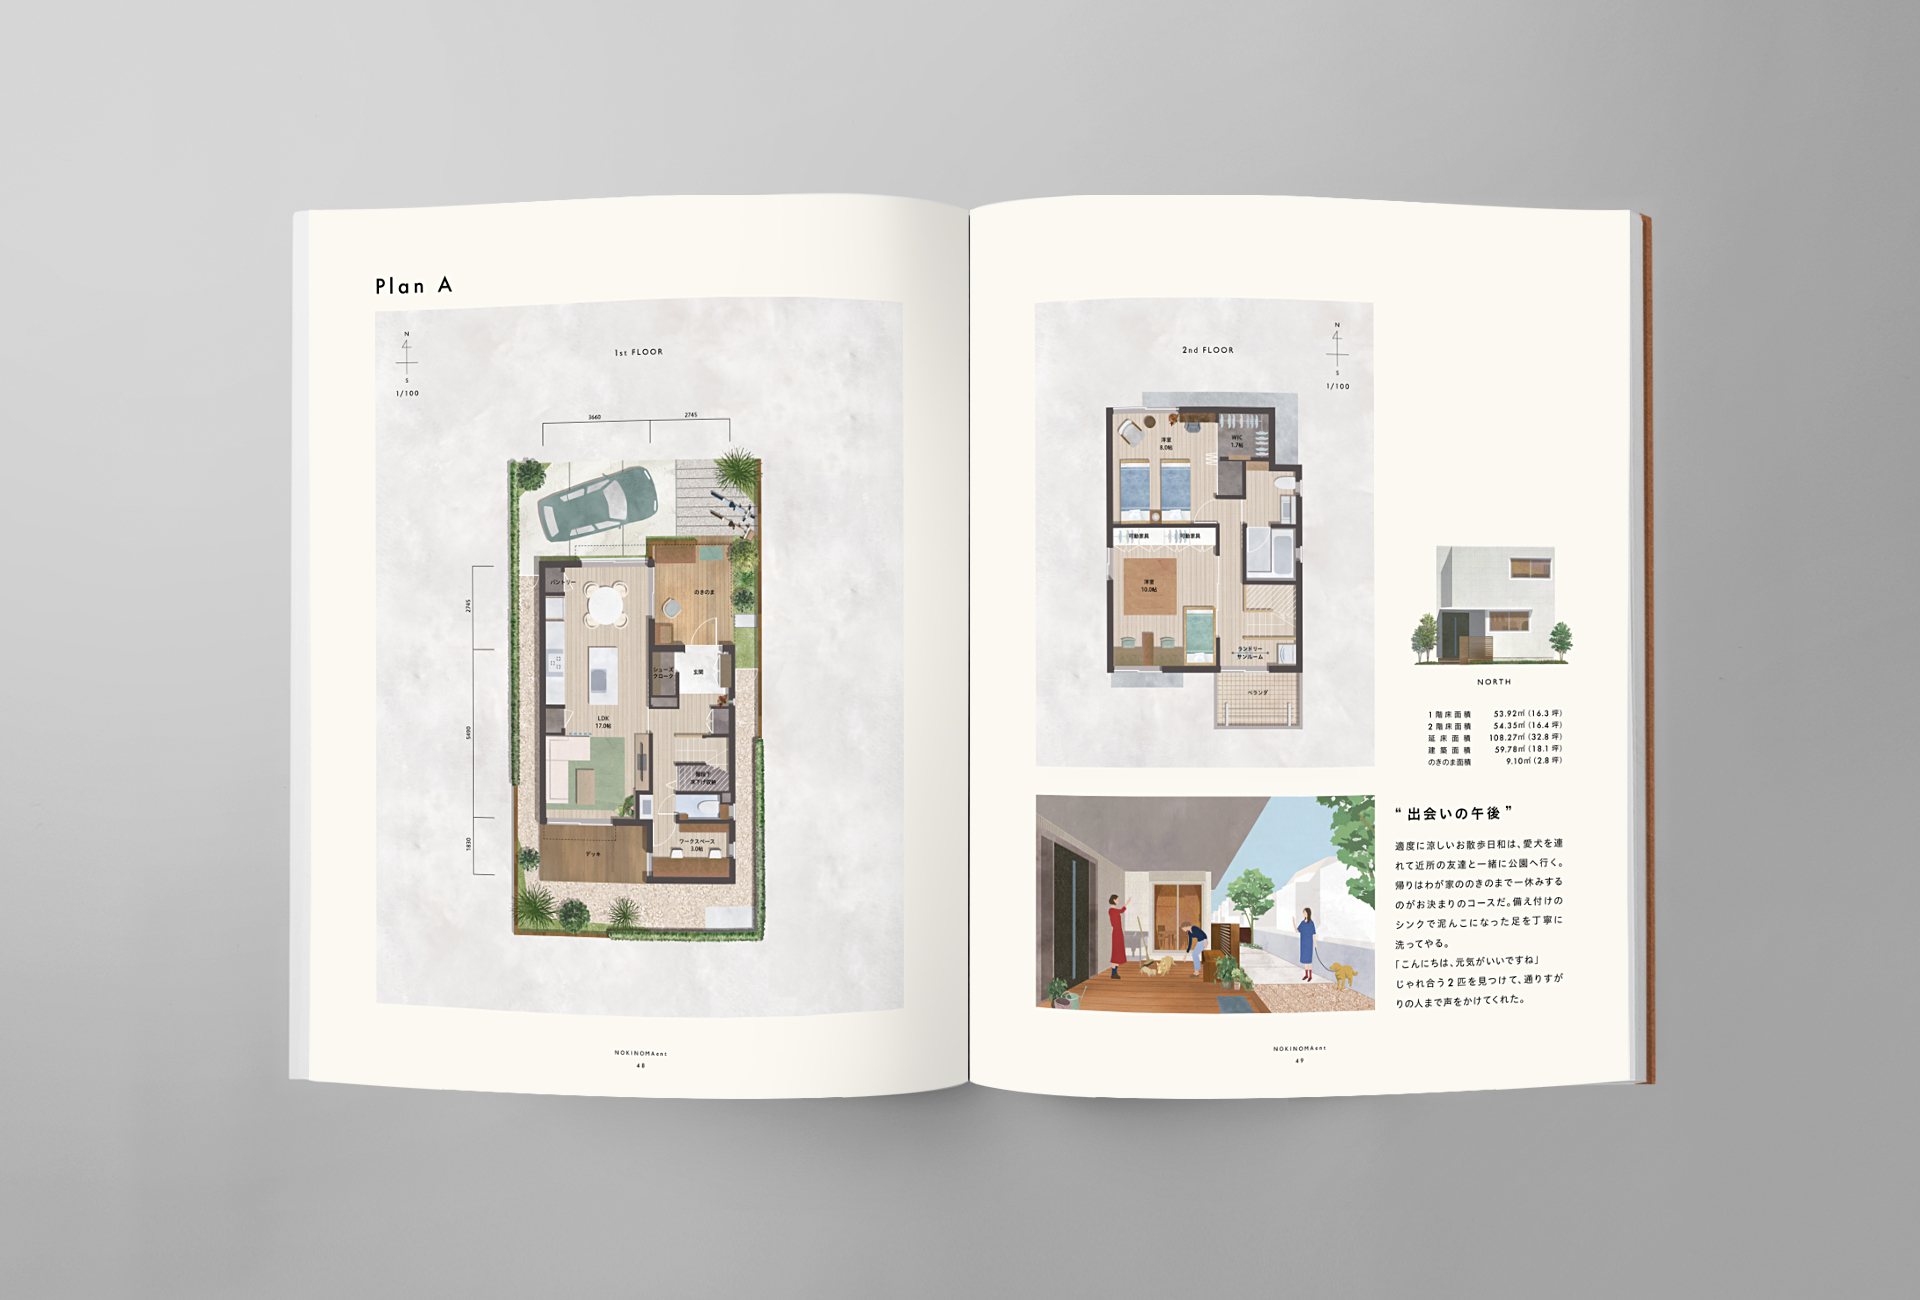 Plan A
N
S
1/100
1st FLOOR
3660 2745
2745
5490
1830
パントリー
のきのま
シューズ
クローク
玄関
LDK
17.0帖
階段下
床下げ収納
ワークスペース
3.0帖
デッキ
NOKINOMAent
48
2nd FLOOR
N
S
1/100
洋室
8.0帖
WIC
1.7帖
可動家具 可動家具
洋室
10.0帖
ランドリー
サンルーム
ベランダ
NORTH
1階床面積 53.92㎡(16.3 坪)
2階床面積 54.35㎡(16.4 坪)
延床面積 108.27㎡(32.8 坪)
建築面積 59.78㎡(18.1 坪)
のきのま面積 9.10㎡(2.8 坪)
“ 出会いの午後 ”
適度に涼しいお散歩日和は、愛犬を連
れて近所の友達と一緒に公園へ行く。
帰りはわが家ののきのまで一休みする
のがお決まりのコースだ。備え付けの
シンクで泥んこになった足を丁寧に
洗ってやる。
「こんにちは、元気がいいですね」
じゃれ合う2匹を見つけて、通りすが
りの人まで声をかけてくれた。
NOKINOMAent
49